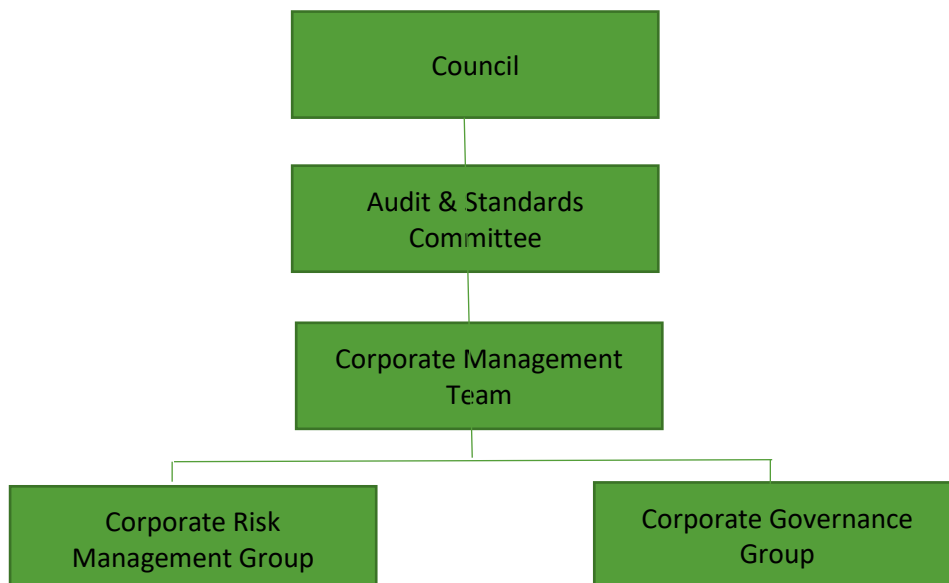 Council
Audit & Standards
Committee
Corporate Management
Team
Corporate Risk
Management Group
Corporate Governance
Group